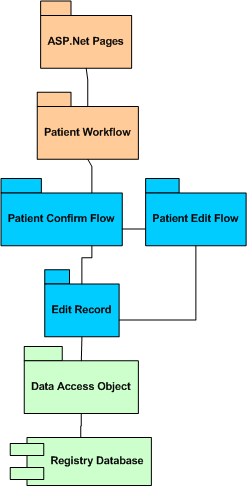 ASP.Net Pages
Patient Workflow
Patient Confirm Flow
Patient Edit Flow
Edit Record
Data Access Object
Registry Database